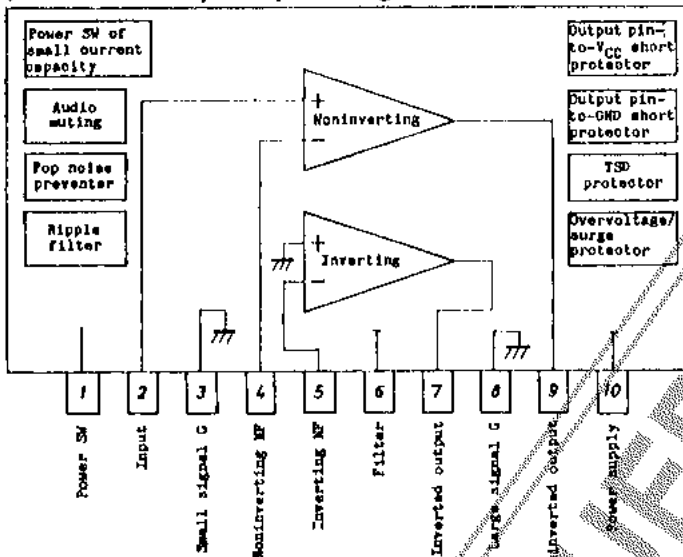 Power SW of
small current
capacity
Audio
muting
Pop noise
preventer
Ripple
filter
Output pin-
to-VCC short
protector
Output pin-
to-GND short
protector
TSD
protector
Overvoltage/
surge
protector
+
Noninverting
−
+
Inverting
−
1
2
3
4
5
6
7
8
9
10
Power SW
Input
Small signal G
Noninverting NF
Inverting NF
Filter
Inverted output
Large signal G
inverted output
Power supply